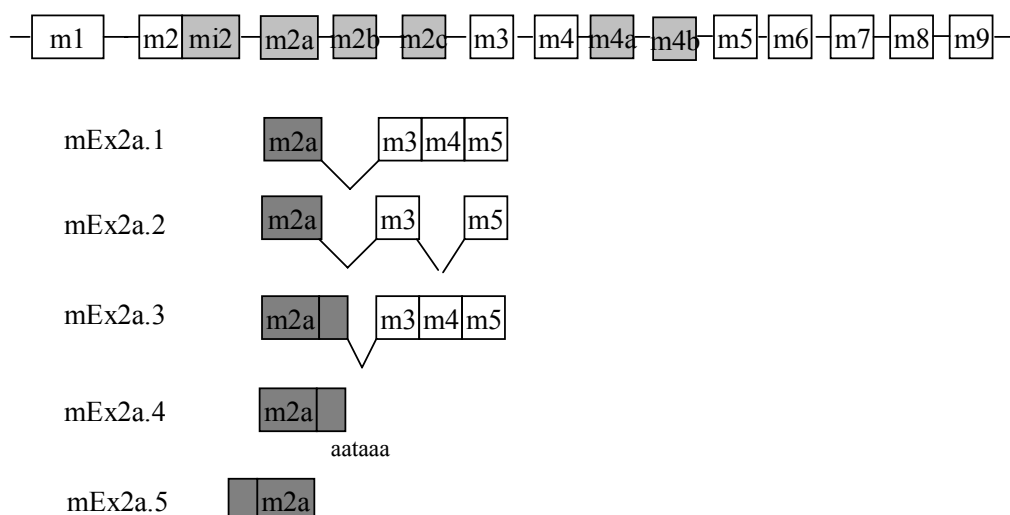 m1 m2 mi2 m2a m2b m2c m3 m4 m4a m4b m5 m6 m7 m8 m9
mEx2a.1 m2a m3 m4 m5
mEx2a.2 m2a m3 m5
mEx2a.3 m2a m3 m4 m5
mEx2a.4 m2a
aataaa
mEx2a.5 m2a